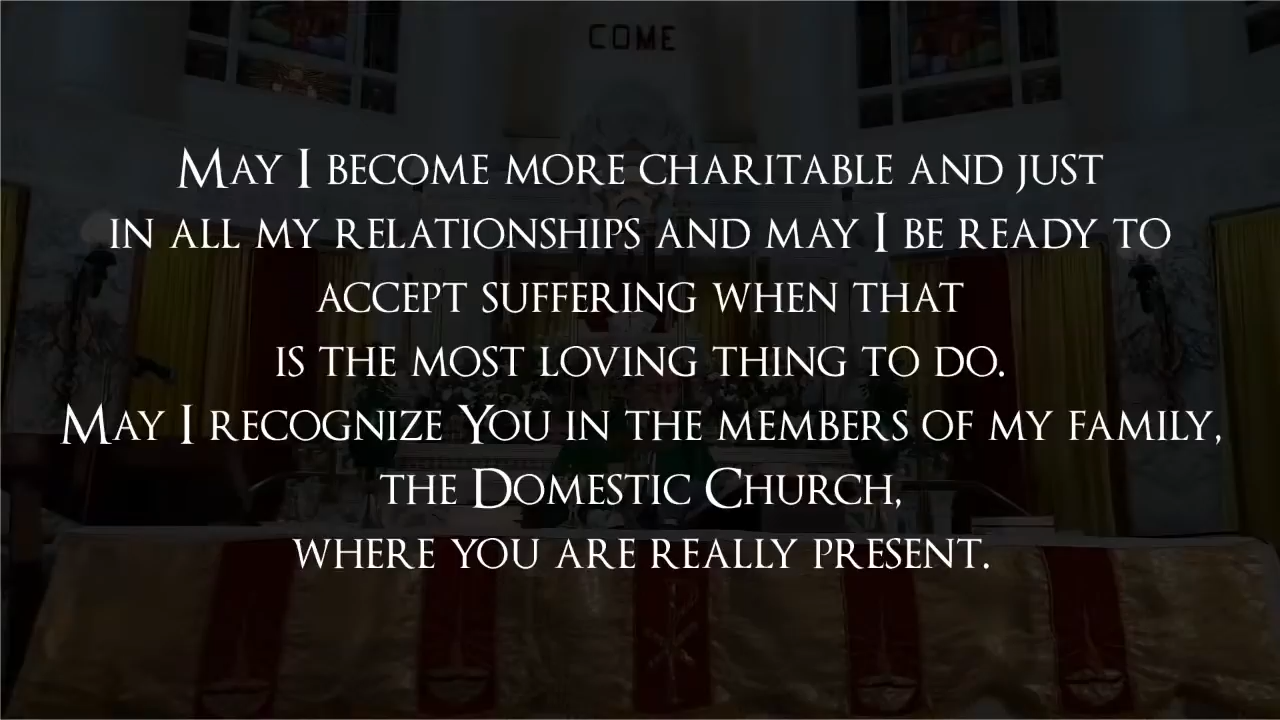 COME
May I become more charitable and just
in all my relationships and may I be ready to
accept suffering when that
is the most loving thing to do.
May I recognize You in the members of my family,
the Domestic Church,
where you are really present.